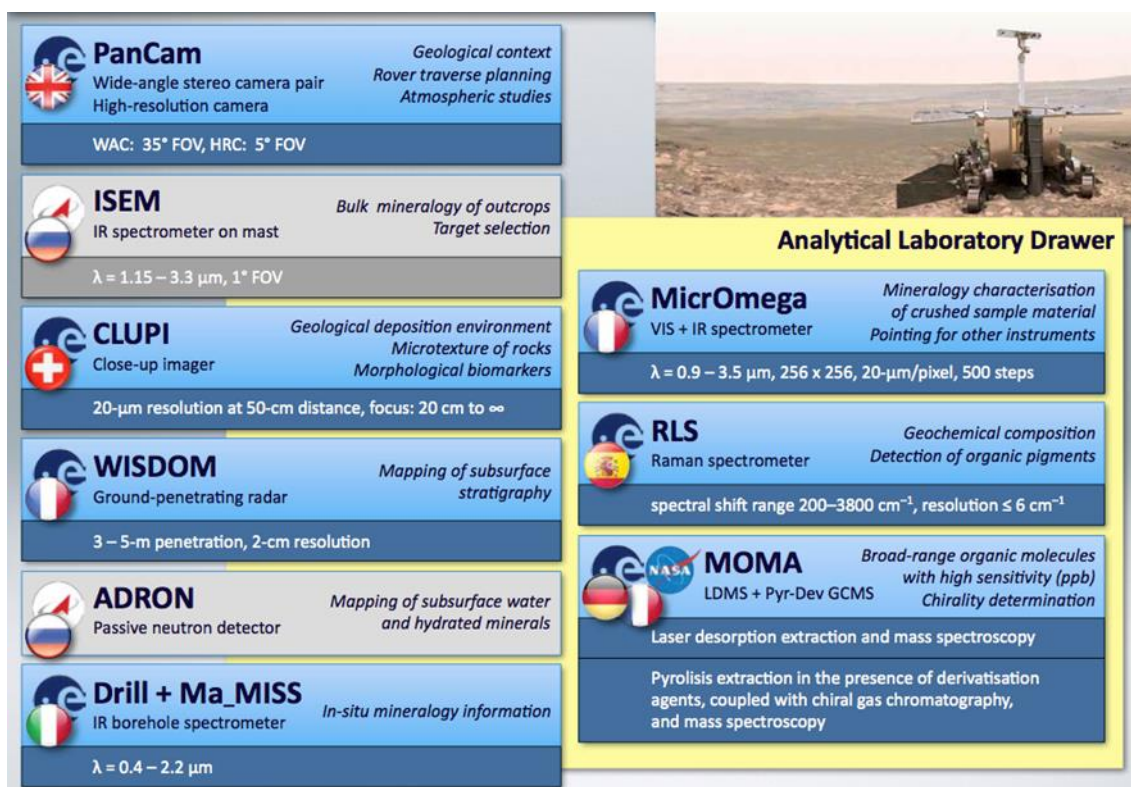 PanCam
Wide-angle stereo camera pair
High-resolution camera
Geological context
Rover traverse planning
Atmospheric studies
WAC: 35° FOV, HRC: 5° FOV
ISEM
IR spectrometer on mast
Bulk mineralogy of outcrops
Target selection
λ = 1.15 – 3.3 µm, 1° FOV
CLUPI
Close-up imager
Geological deposition environment
Microtexture of rocks
Morphological biomarkers
20-µm resolution at 50-cm distance, focus: 20 cm to ∞
WISDOM
Ground-penetrating radar
Mapping of subsurface
stratigraphy
3 – 5-m penetration, 2-cm resolution
ADRON
Passive neutron detector
Mapping of subsurface water
and hydrated minerals
Drill + Ma_MISS
IR borehole spectrometer
In-situ mineralogy information
λ = 0.4 – 2.2 µm
Analytical Laboratory Drawer
MicrOmega
VIS + IR spectrometer
Mineralogy characterisation
of crushed sample material
Pointing for other instruments
λ = 0.9 – 3.5 µm, 256 x 256, 20-µm/pixel, 500 steps
RLS
Raman spectrometer
Geochemical composition
Detection of organic pigments
spectral shift range 200–3800 cm⁻¹, resolution ≤ 6 cm⁻¹
NASA
MOMA
LDMS + Pyr-Dev GCMS
Broad-range organic molecules
with high sensitivity (ppb)
Chirality determination
Laser desorption extraction and mass spectroscopy
Pyrolisis extraction in the presence of derivatisation
agents, coupled with chiral gas chromatography,
and mass spectroscopy